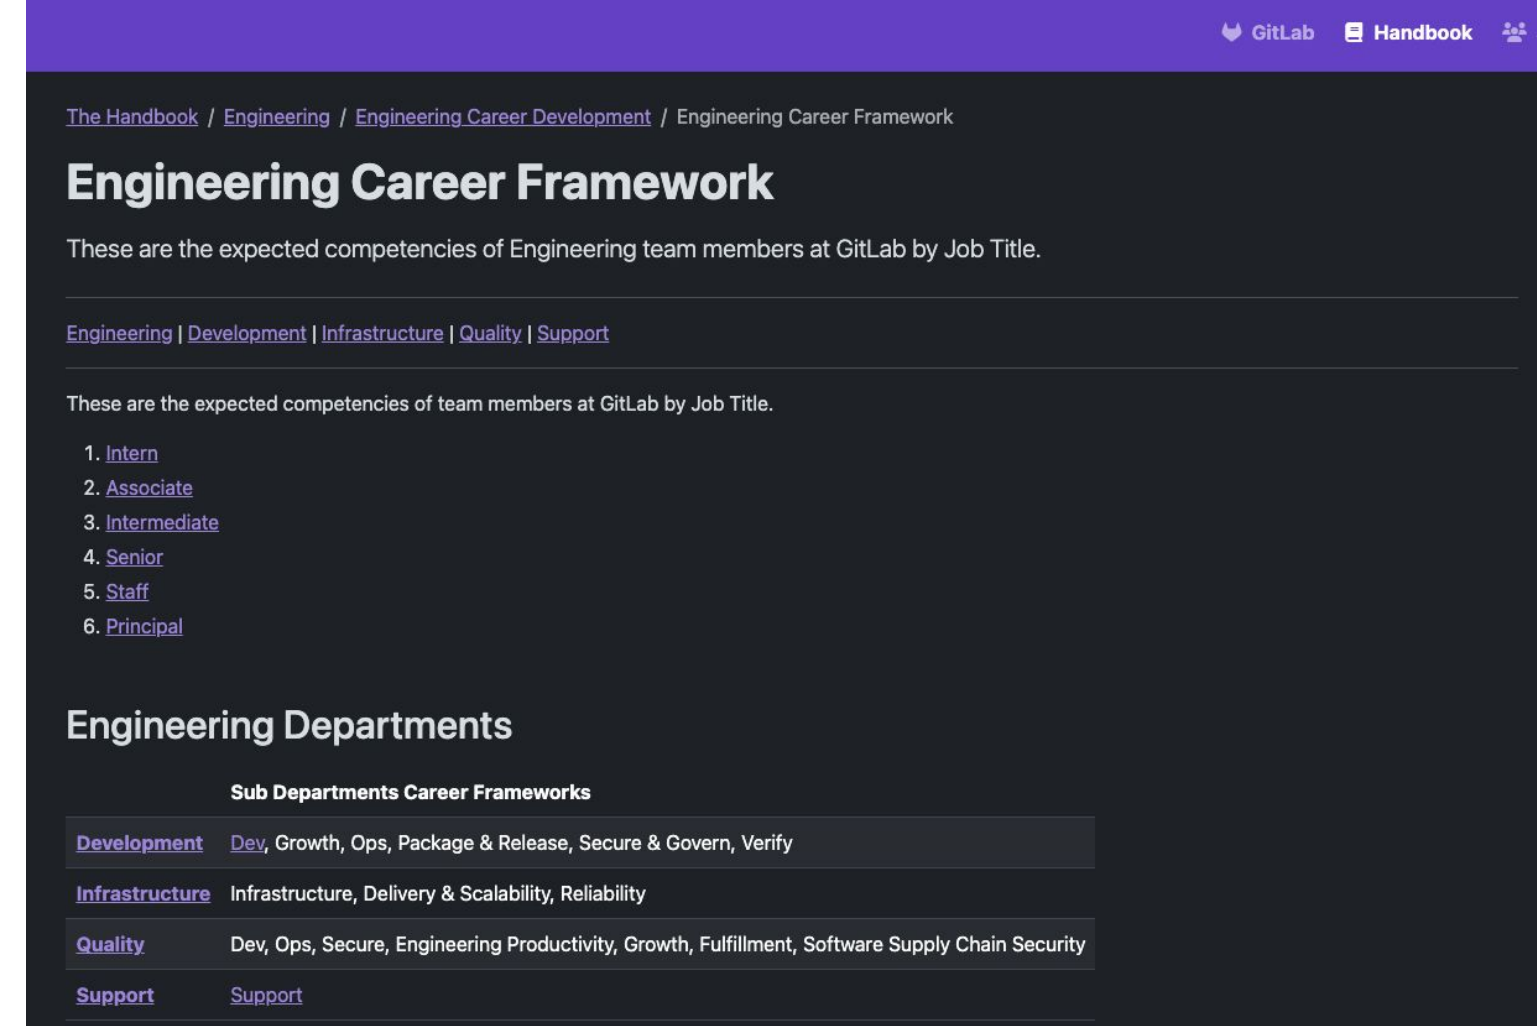 GitLab Handbook
The Handbook / Engineering / Engineering Career Development / Engineering Career Framework
Engineering Career Framework
These are the expected competencies of Engineering team members at GitLab by Job Title.
Engineering | Development | Infrastructure | Quality | Support
These are the expected competencies of team members at GitLab by Job Title.
1. Intern
2. Associate
3. Intermediate
4. Senior
5. Staff
6. Principal
Engineering Departments
Sub Departments Career Frameworks
Development Dev, Growth, Ops, Package & Release, Secure & Govern, Verify
Infrastructure Infrastructure, Delivery & Scalability, Reliability
Quality Dev, Ops, Secure, Engineering Productivity, Growth, Fulfillment, Software Supply Chain Security
Support Support